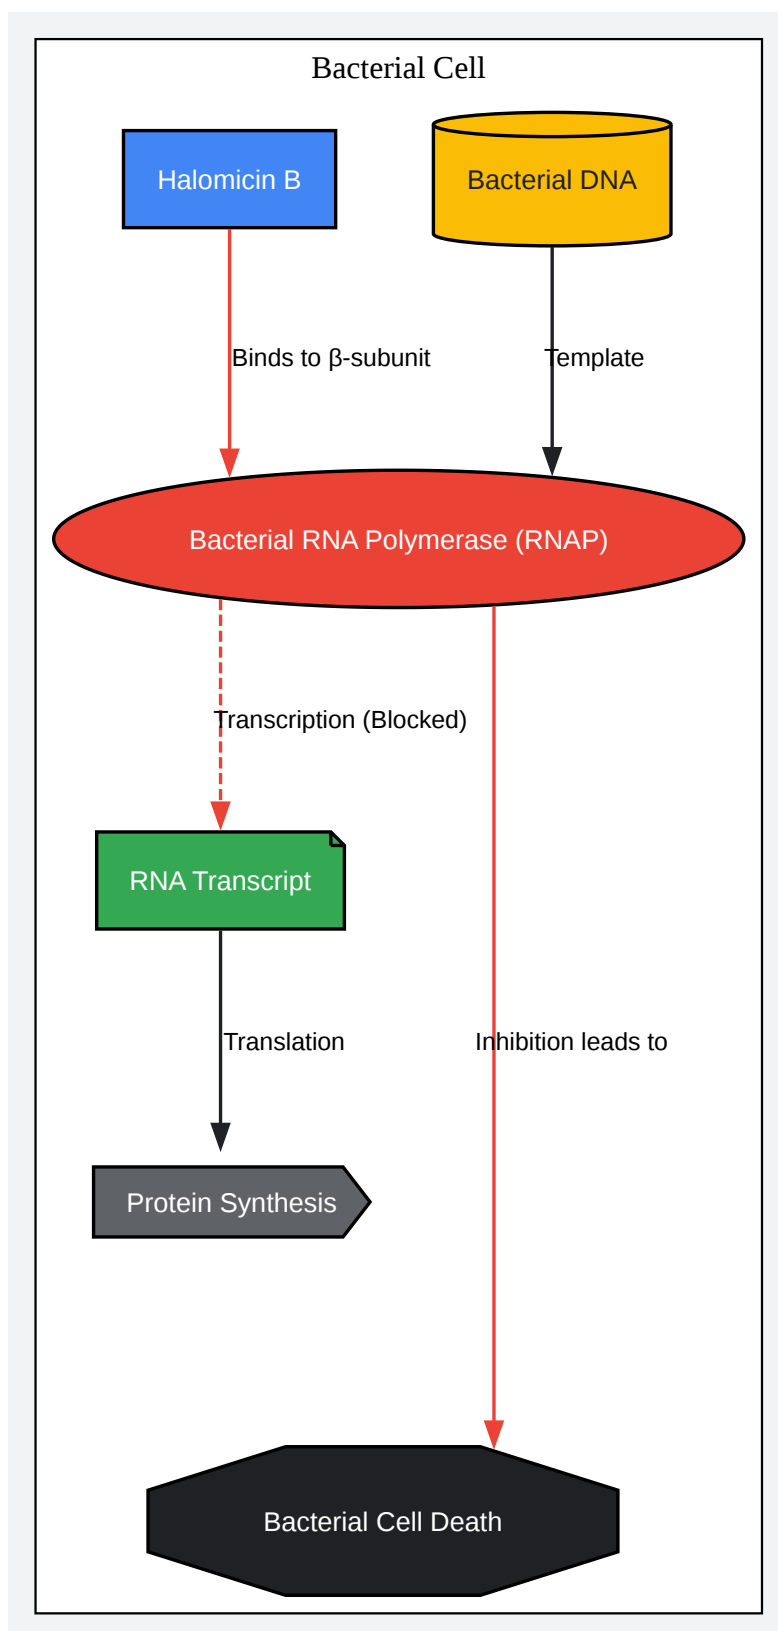 Bacterial Cell
Halomicin B
Bacterial DNA
Binds to β-subunit
Template
Bacterial RNA Polymerase (RNAP)
Transcription (Blocked)
RNA Transcript
Translation
Inhibition leads to
Protein Synthesis
Bacterial Cell Death